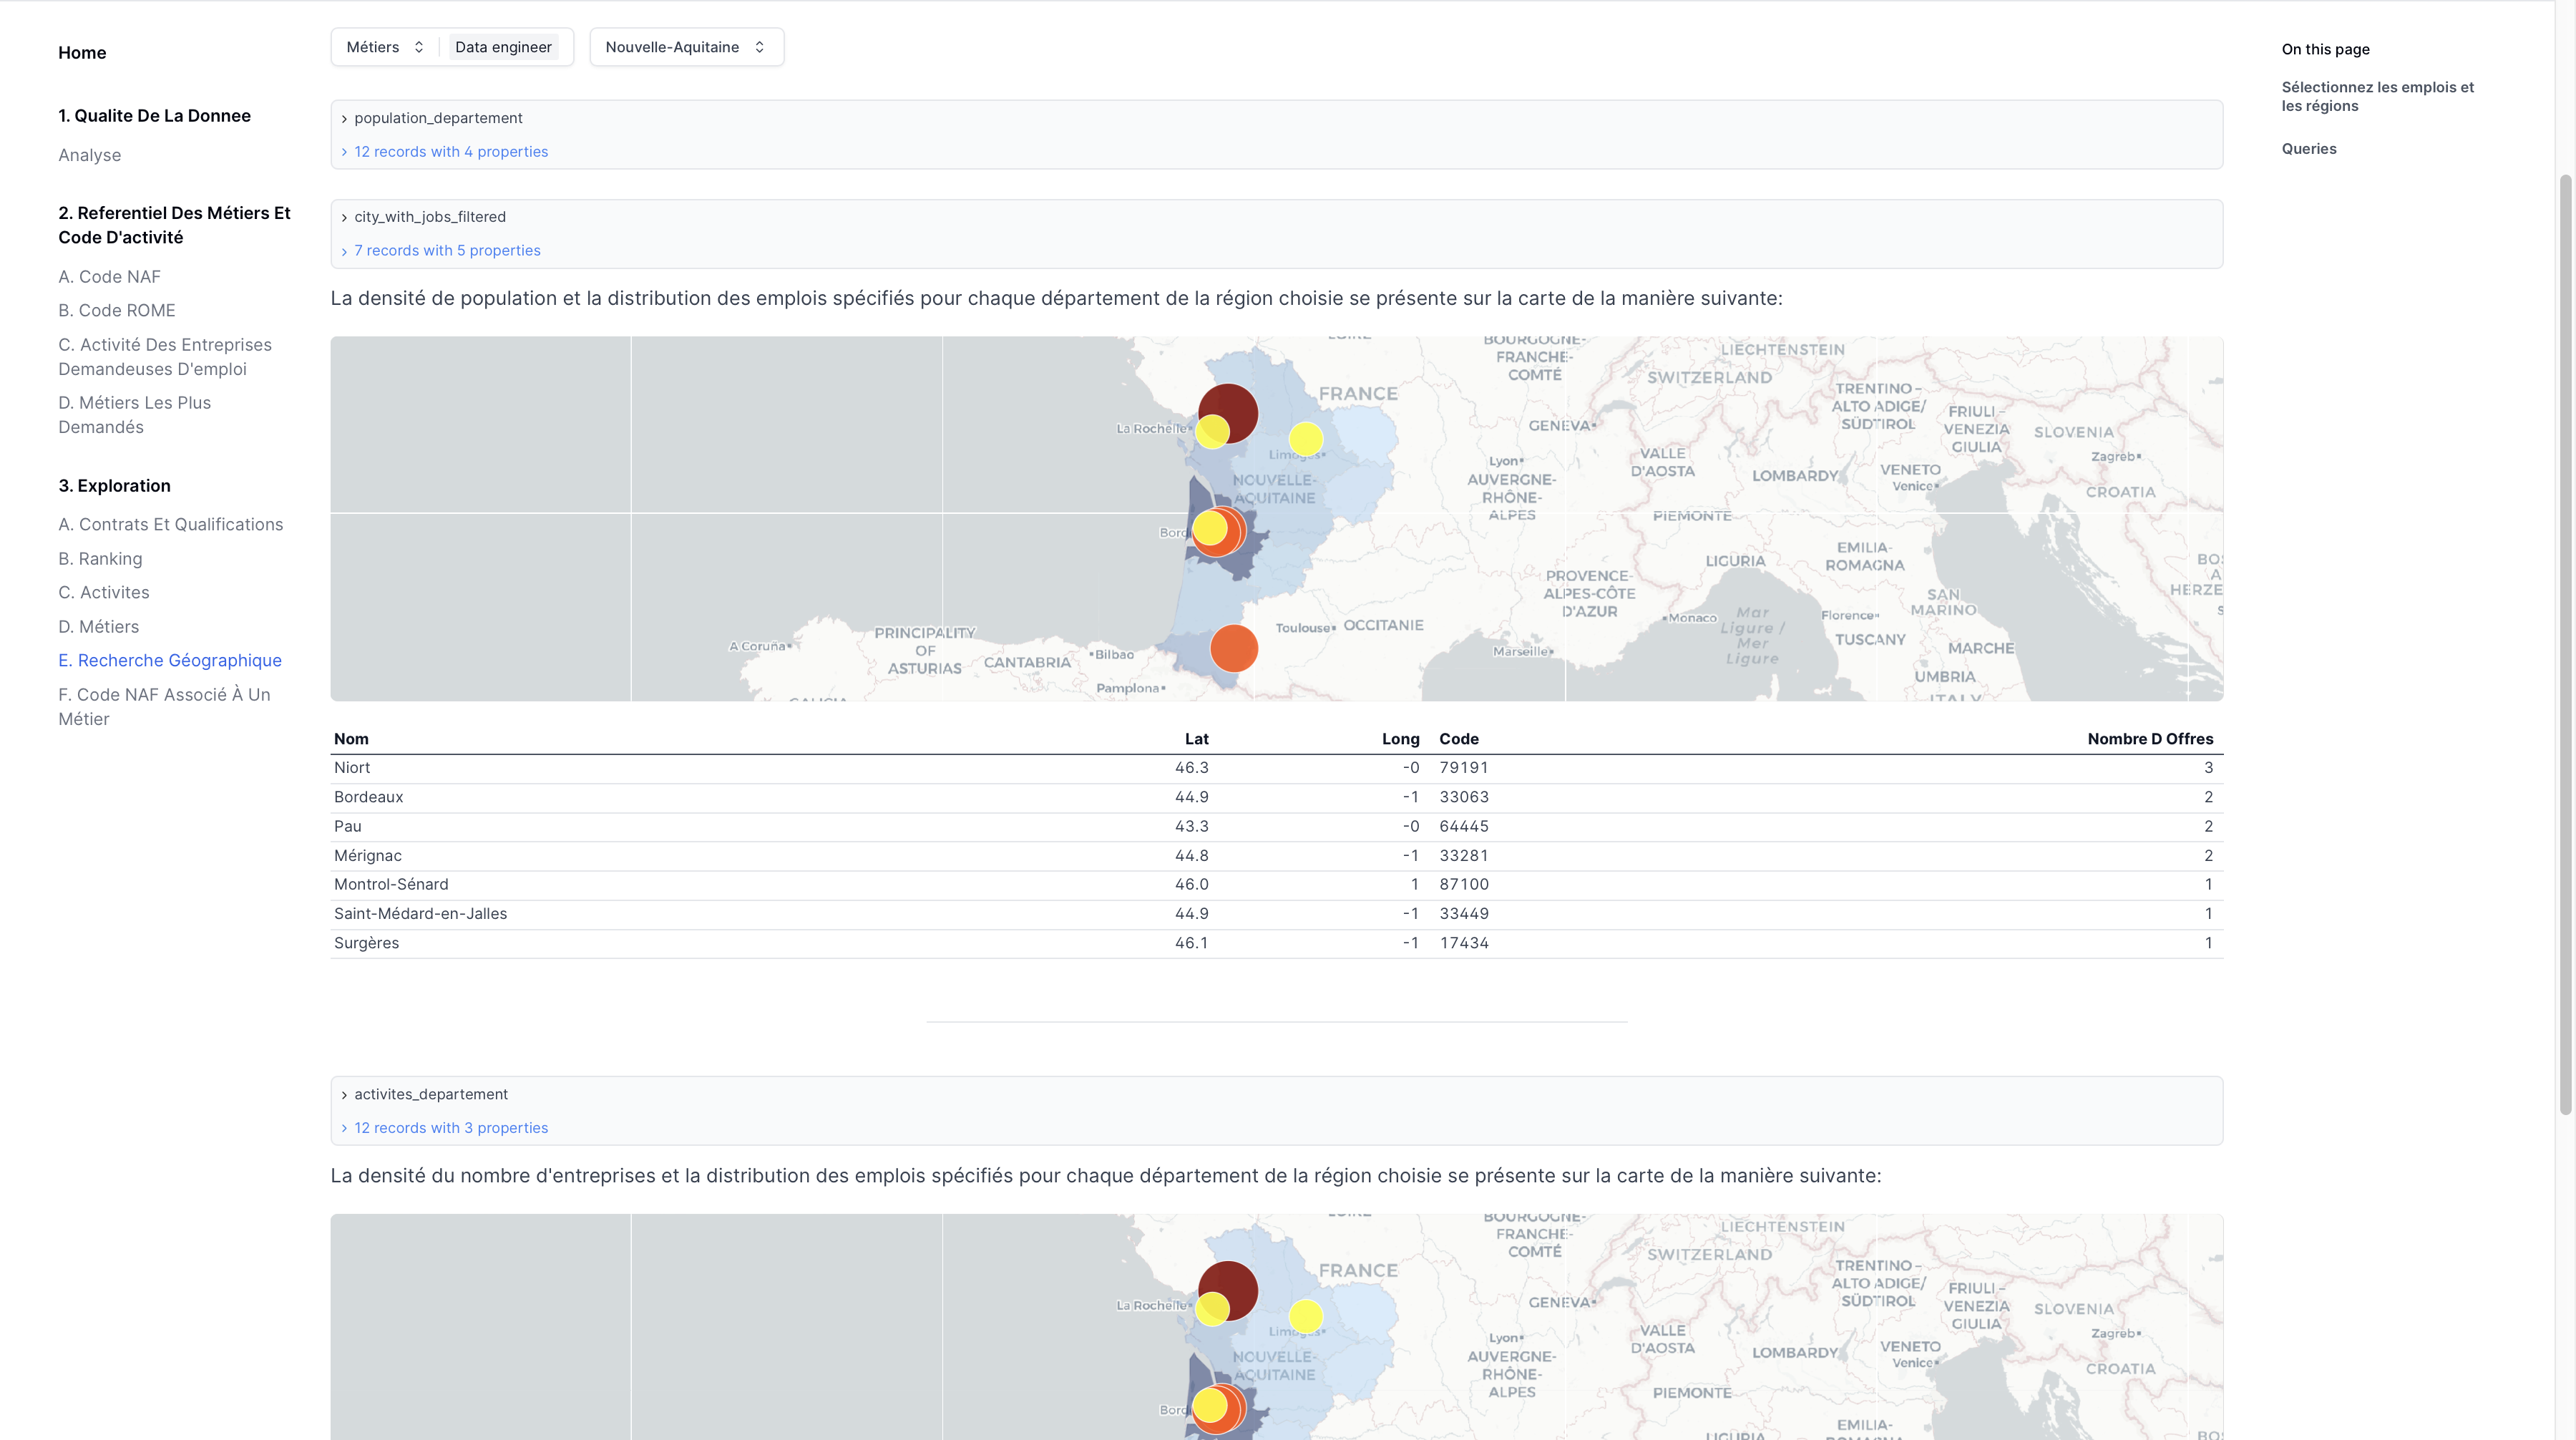 Home
1. Qualite De La Donnee
Analyse
2. Referentiel Des Métiers Et
Code D'activité
A. Code NAF
B. Code ROME
C. Activité Des Entreprises
Demandeuses D'emploi
D. Métiers Les Plus
Demandés
3. Exploration
A. Contrats Et Qualifications
B. Ranking
C. Activites
D. Métiers
E. Recherche Géographique
F. Code NAF Associé À Un
Métier
Métiers Data engineer Nouvelle-Aquitaine
population_departement
12 records with 4 properties
city_with_jobs_filtered
7 records with 5 properties
La densité de population et la distribution des emplois spécifiés pour chaque département de la région choisie se présente sur la carte de la manière suivante:
BOURGOGNE-
FRANCHE-
COMTÉ
LIECHTENSTEIN
SWITZERLAND
FRANCE
TRENTINO –
ALTO ADIGE/
SÜDTIROL
FRIULI –
VENEZIA
GIULIA
SLOVENIA
La Rochelle
GENEVA
Limoges
Lyon
VALLE
D'AOSTA
LOMBARDY
VENETO
Venice
Zagreb
CROATIA
NOUVELLE-
AQUITAINE
AUVERGNE-
RHÔNE-
ALPES
PIEMONTE
LIGURIA
EMILIA-
ROMAGNA
PROVENCE-
ALPES-CÔTE
D'AZUR
SAN
MARINO
Monaco
Mar
Ligure /
Mer
Ligure
Florence
TUSCANY
MARCHE
UMBRIA
ITALY
Toulouse
OCCITANIE
Marseille
A Coruña
PRINCIPALITY
OF
ASTURIAS
CANTABRIA
Bilbao
Pamplona
Nom Lat Long Code Nombre D Offres
Niort 46.3 -0 79191 3
Bordeaux 44.9 -1 33063 2
Pau 43.3 -0 64445 2
Mérignac 44.8 -1 33281 2
Montrol-Sénard 46.0 1 87100 1
Saint-Médard-en-Jalles 44.9 -1 33449 1
Surgères 46.1 -1 17434 1
activites_departement
12 records with 3 properties
La densité du nombre d'entreprises et la distribution des emplois spécifiés pour chaque département de la région choisie se présente sur la carte de la manière suivante:
BOURGOGNE-
FRANCHE-
COMTÉ
LIECHTENSTEIN
SWITZERLAND
FRANCE
TRENTINO –
ALTO ADIGE/
SÜDTIROL
FRIULI –
VENEZIA
GIULIA
SLOVENIA
La Rochelle
GENEVA
Limoges
Lyon
VALLE
D'AOSTA
LOMBARDY
VENETO
Venice
Zagreb
CROATIA
NOUVELLE-
AQUITAINE
AUVERGNE-
RHÔNE-
ALPES
PIEMONTE
EMILIA-
On this page
Sélectionnez les emplois et
les régions
Queries